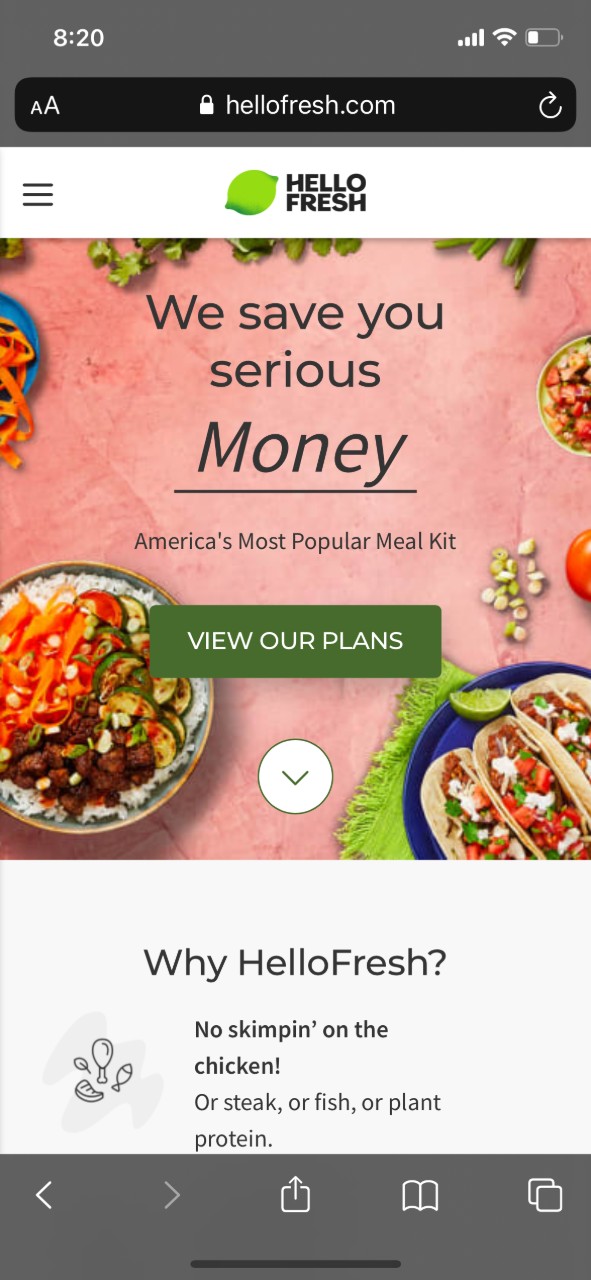 8:20
AA hellofresh.com
HELLO
FRESH
We save you
serious
Money
America's Most Popular Meal Kit
VIEW OUR PLANS
Why HelloFresh?
No skimpin’ on the
chicken!
Or steak, or fish, or plant
protein.